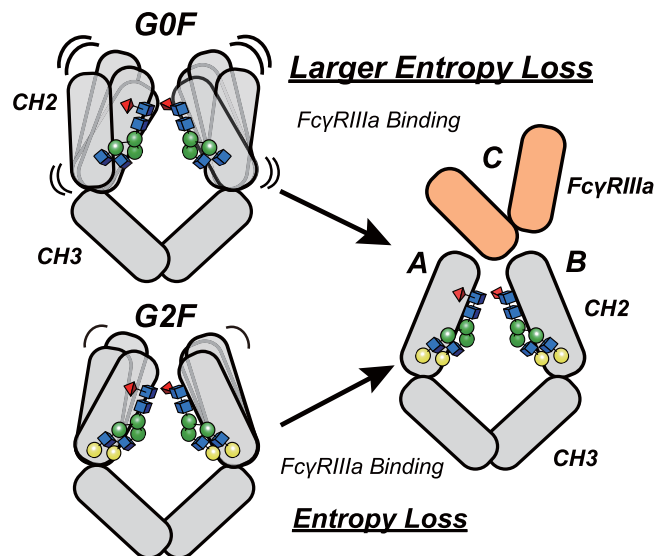 G0F
Larger Entropy Loss
CH2
FcγRIIIa Binding
C
FcγRIIIa
CH3
A
B
G2F
CH2
FcγRIIIa Binding
CH3
Entropy Loss